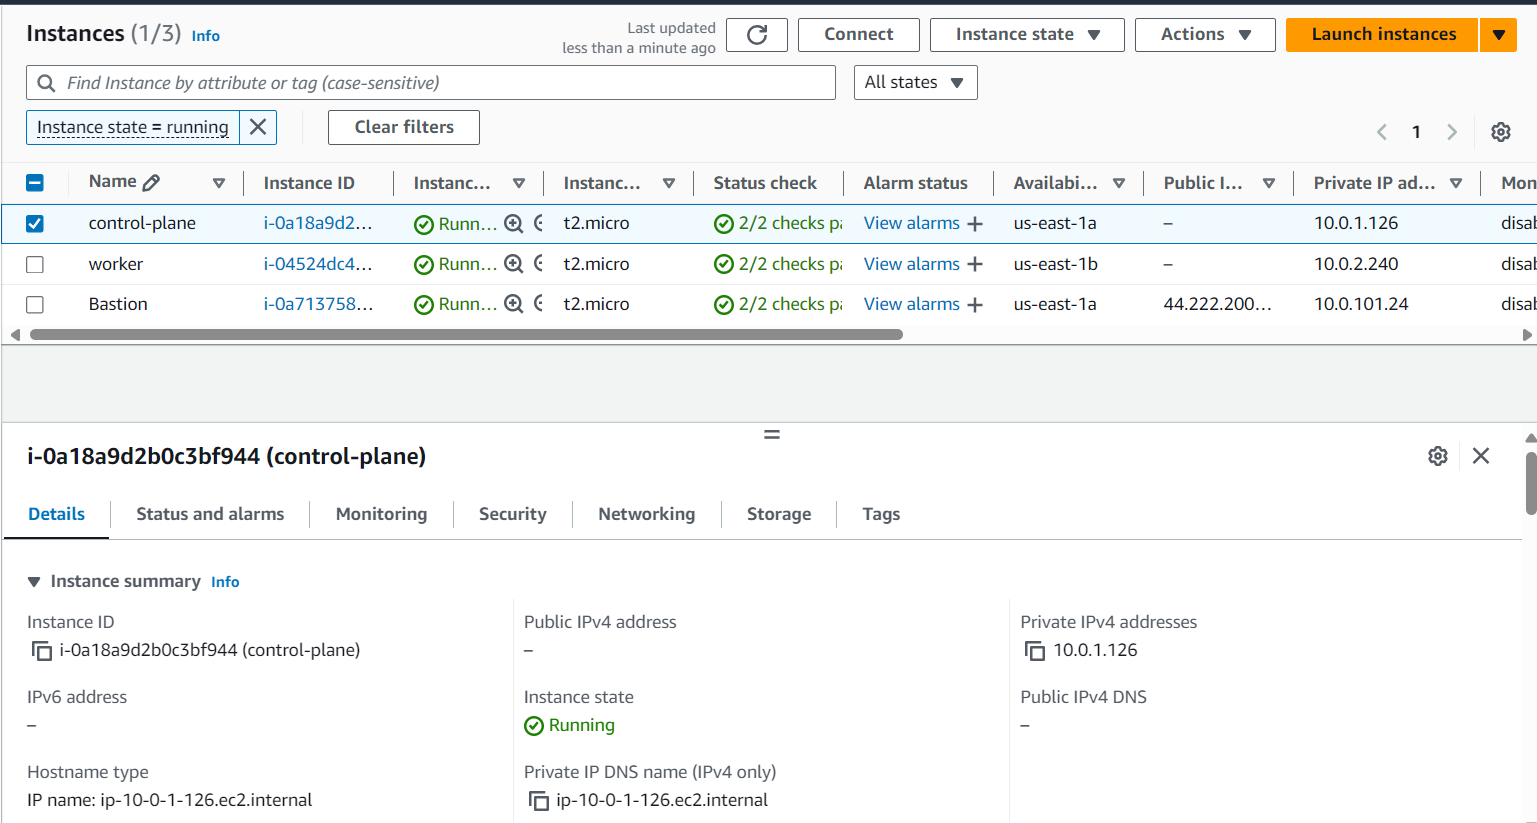 Instances (1/3) Info
Last updated
less than a minute ago
Connect
Instance state
Actions
Launch instances
Find Instance by attribute or tag (case-sensitive)
All states
Instance state = running
Clear filters
1
Name Instance ID Instanc... Instanc... Status check Alarm status Availabi... Public I... Private IP ad... Mon
control-plane i-0a18a9d2... Runn... t2.micro 2/2 checks pa View alarms us-east-1a – 10.0.1.126 disab
worker i-04524dc4... Runn... t2.micro 2/2 checks pa View alarms us-east-1b – 10.0.2.240 disab
Bastion i-0a713758... Runn... t2.micro 2/2 checks pa View alarms us-east-1a 44.222.200... 10.0.101.24 disab
i-0a18a9d2b0c3bf944 (control-plane)
Details Status and alarms Monitoring Security Networking Storage Tags
Instance summary Info
Instance ID Public IPv4 address Private IPv4 addresses
i-0a18a9d2b0c3bf944 (control-plane) – 10.0.1.126
IPv6 address Instance state Public IPv4 DNS
– Running –
Hostname type Private IP DNS name (IPv4 only)
IP name: ip-10-0-1-126.ec2.internal ip-10-0-1-126.ec2.internal